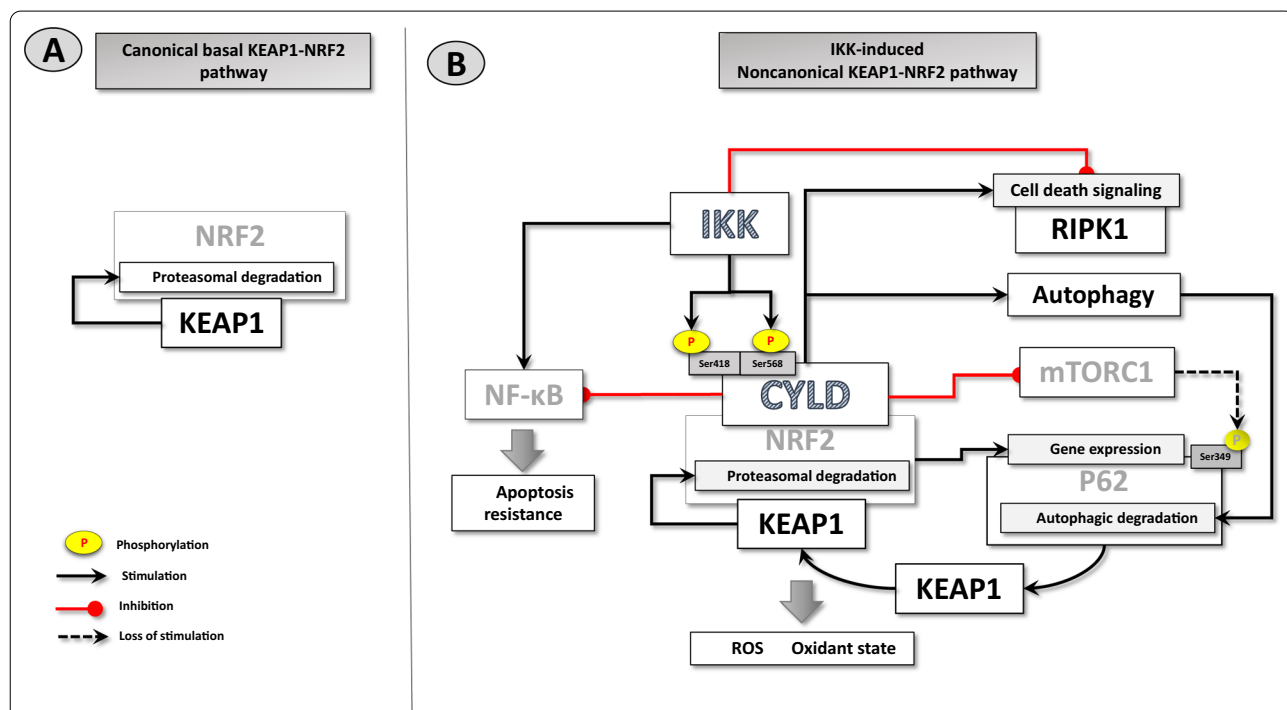 A
Canonical basal KEAP1-NRF2
pathway
NRF2
Proteasomal degradation
KEAP1
P
Phosphorylation
Stimulation
Inhibition
Loss of stimulation
B
IKK-induced
Noncanonical KEAP1-NRF2 pathway
Cell death signaling
RIPK1
IKK
Autophagy
P
P
Ser418
Ser568
NF-κB
CYLD
mTORC1
NRF2
P
Gene expression
Ser349
Proteasomal degradation
P62
Apoptosis
resistance
KEAP1
Autophagic degradation
KEAP1
ROS Oxidant state